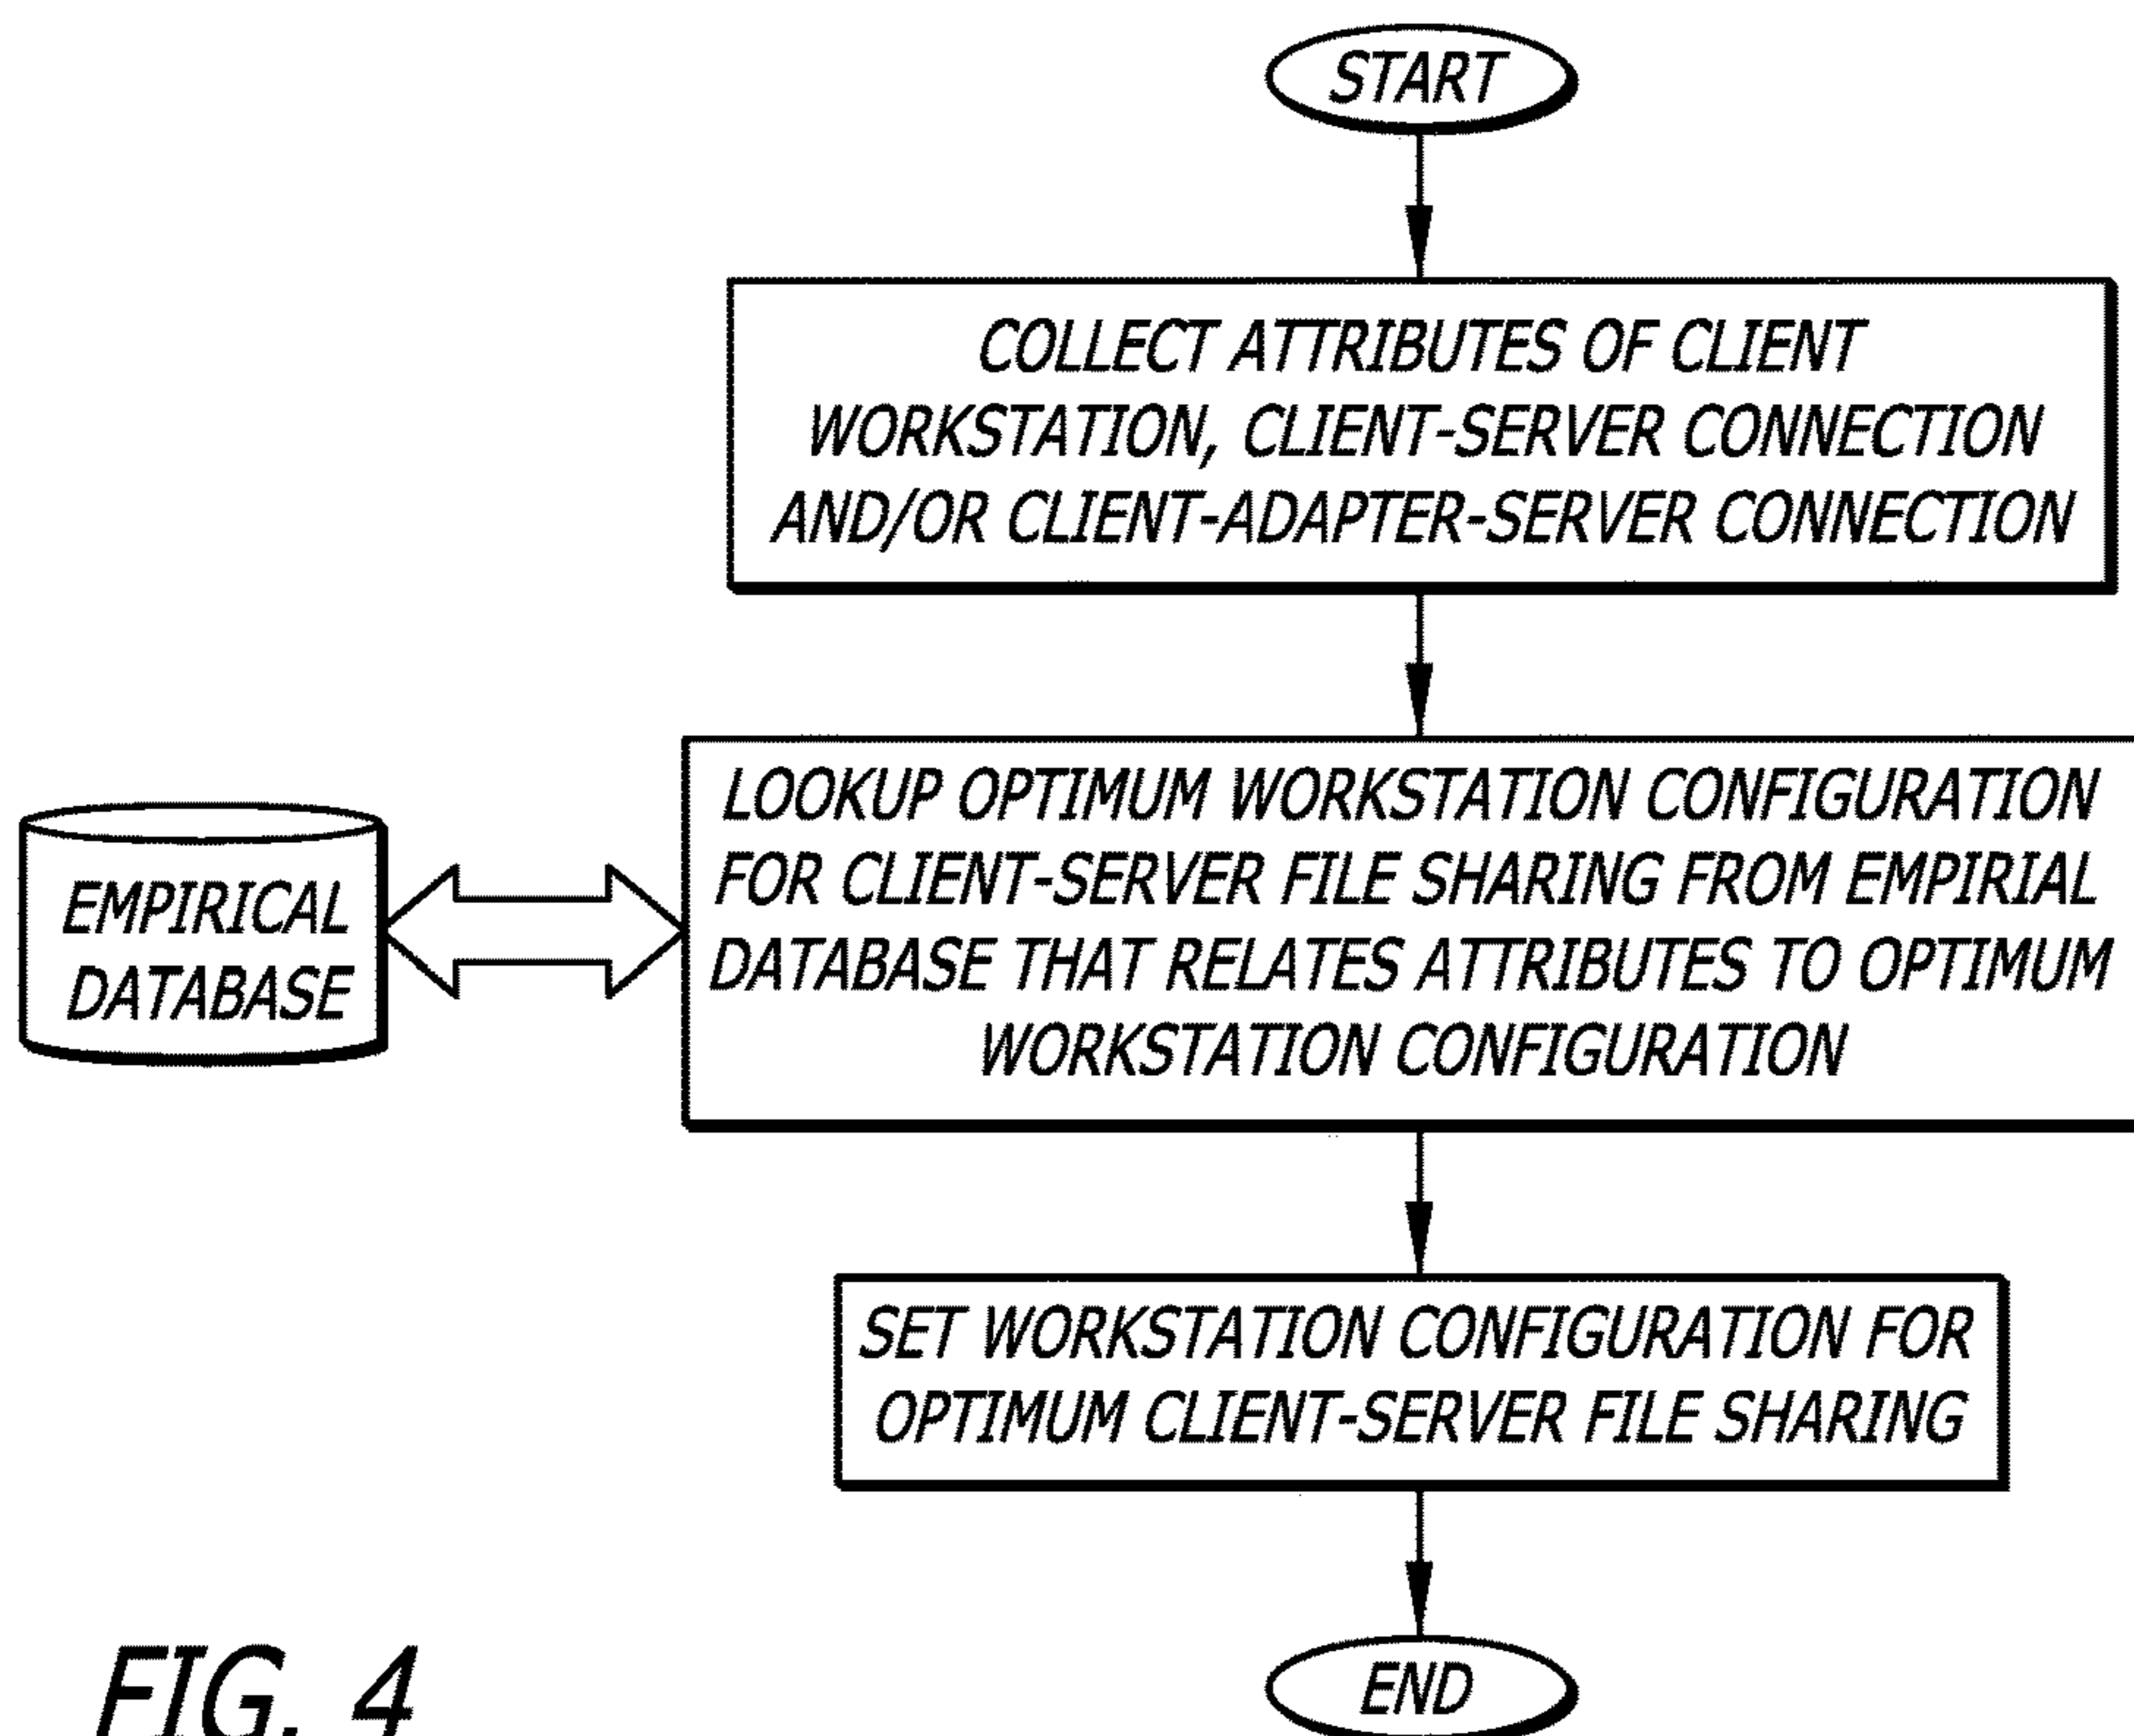 START
COLLECT ATTRIBUTES OF CLIENT
WORKSTATION, CLIENT-SERVER CONNECTION
AND/OR CLIENT-ADAPTER-SERVER CONNECTION
LOOKUP OPTIMUM WORKSTATION CONFIGURATION
FOR CLIENT-SERVER FILE SHARING FROM EMPIRIAL
DATABASE THAT RELATES ATTRIBUTES TO OPTIMUM
WORKSTATION CONFIGURATION
EMPIRICAL
DATABASE
SET WORKSTATION CONFIGURATION FOR
OPTIMUM CLIENT-SERVER FILE SHARING
END
FIG. 4